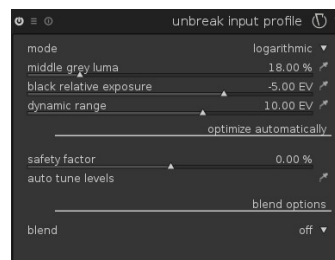 unbreak input profile
mode logarithmic
middle grey luma 18.00 %
black relative exposure -5.00 EV
dynamic range 10.00 EV
optimize automatically
safety factor 0.00 %
auto tune levels
blend options
blend off